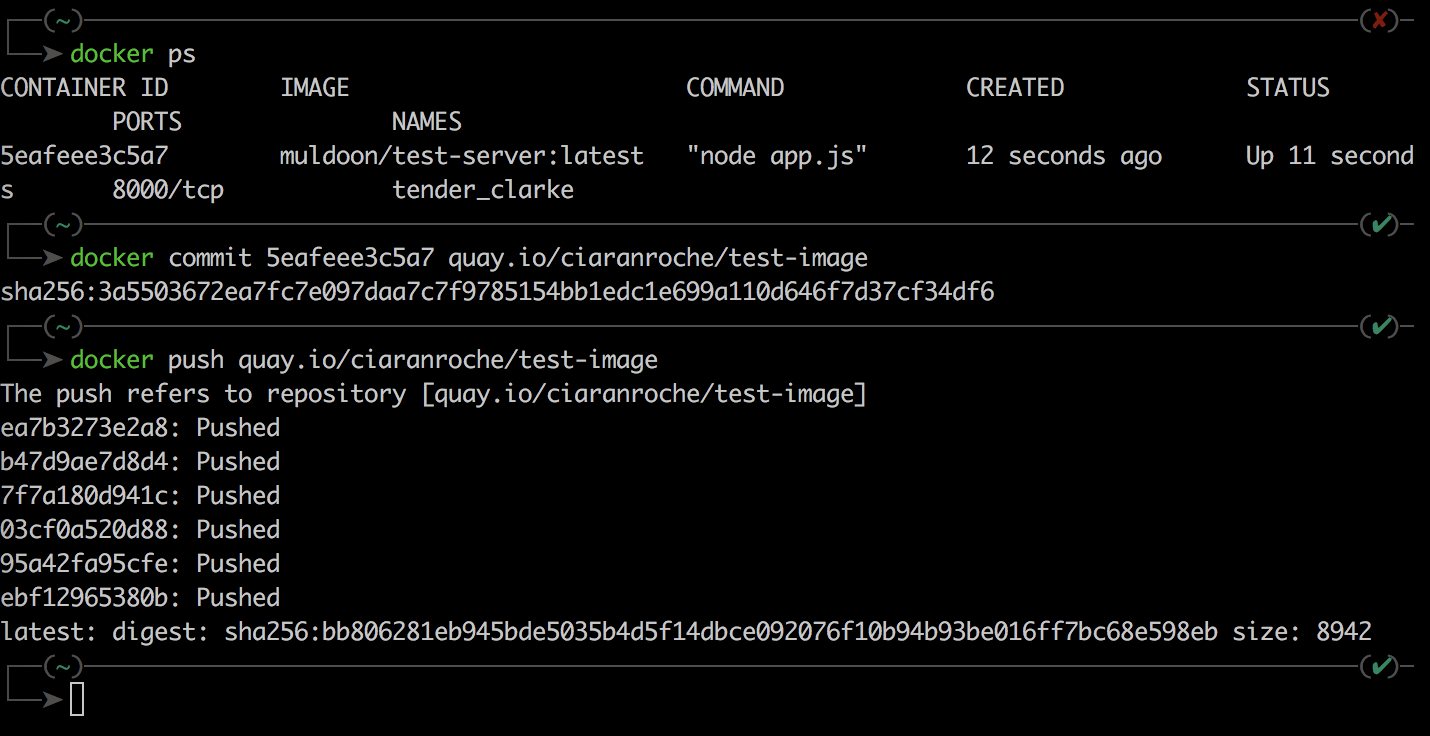 (~) (✘)
➤ docker ps
CONTAINER ID        IMAGE                        COMMAND             CREATED             STATUS
        PORTS               NAMES
5eafeee3c5a7        muldoon/test-server:latest   "node app.js"       12 seconds ago      Up 11 second
s       8000/tcp            tender_clarke
(~) (✔)
➤ docker commit 5eafeee3c5a7 quay.io/ciaranroche/test-image
sha256:3a5503672ea7fc7e097daa7c7f9785154bb1edc1e699a110d646f7d37cf34df6
(~) (✔)
➤ docker push quay.io/ciaranroche/test-image
The push refers to repository [quay.io/ciaranroche/test-image]
ea7b3273e2a8: Pushed
b47d9ae7d8d4: Pushed
7f7a180d941c: Pushed
03cf0a520d88: Pushed
95a42fa95cfe: Pushed
ebf12965380b: Pushed
latest: digest: sha256:bb806281eb945bde5035b4d5f14dbce092076f10b94b93be016ff7bc68e598eb size: 8942
(~) (✔)
➤